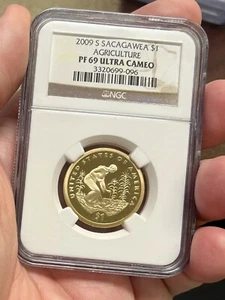 2009 S SACAGAWEA $1
AGRICULTURE
PF 69 ULTRA CAMEO
3320699-096
NGC
UNITED STATES OF AMERICA
$1